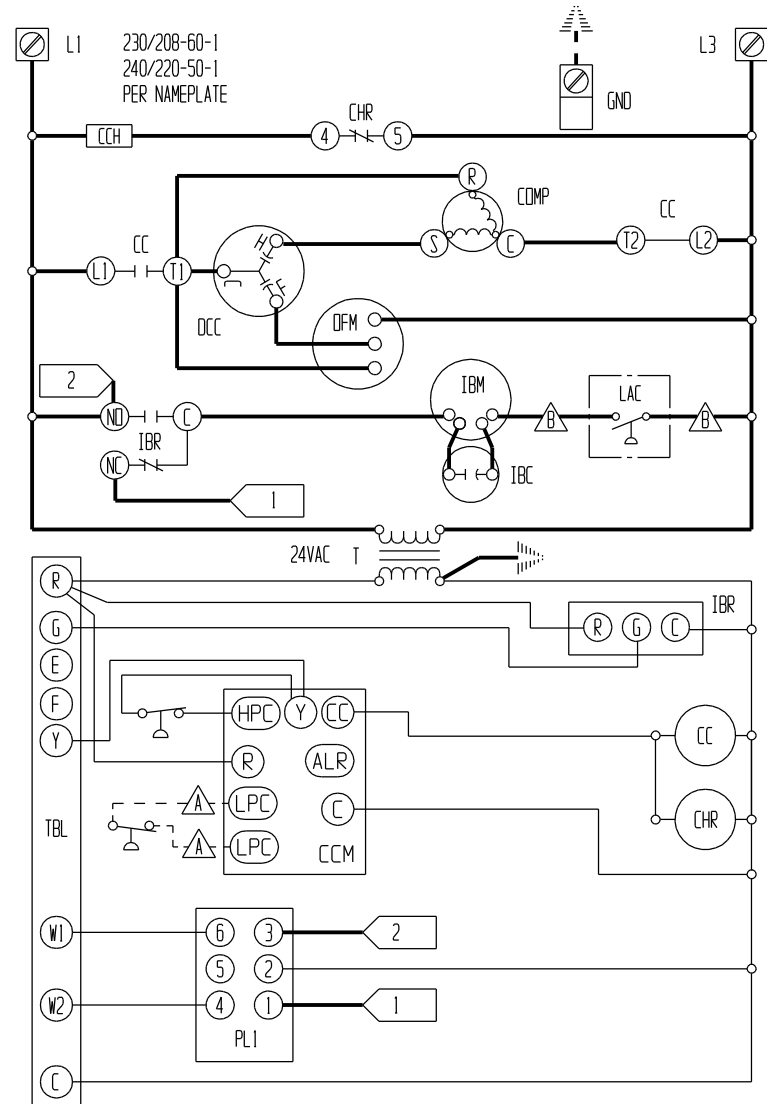 L1 230/208-60-1 L3
240/220-50-1
PER NAMEPLATE
GND
CHR
CCH 4 5
R
COMP
CC
S C T2 L2
CC
H
L1 T1
J F
DCC
OFM
2
IBM
LAC
NO C B B
IBR
NC
IBC
1
24VAC T
R
IBR
G R G C
E
F
HPC Y CC
Y CC
R ALR
A LPC C
TBL CHR
A LPC CCM
W1 6 3 2
5 2
W2 4 1 1
PL1
C